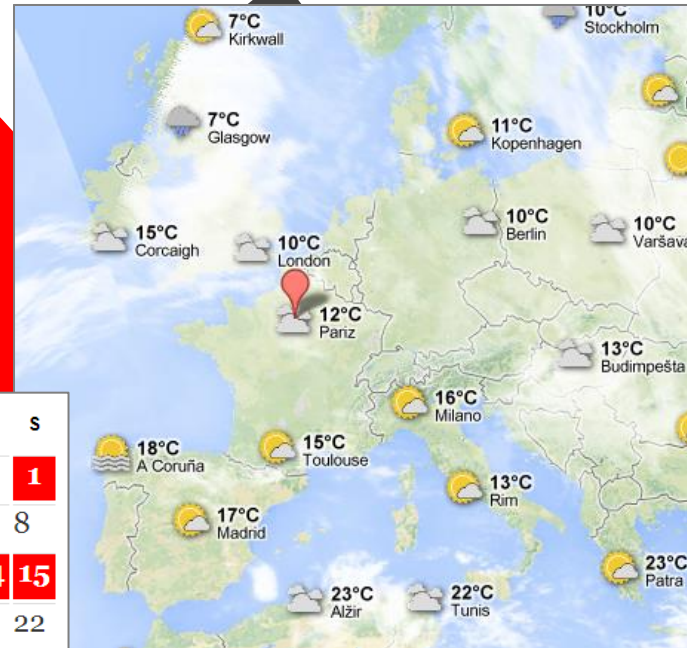 7°C
Kirkwall
10°C
Stockholm
7°C
Glasgow
11°C
Kopenhagen
15°C
Corcaigh
10°C
London
10°C
Berlin
10°C
Varšava
12°C
Pariz
13°C
Budimpešta
16°C
Milano
18°C
A Coruña
15°C
Toulouse
13°C
Rim
17°C
Madrid
23°C
Patra
23°C
Alžir
22°C
Tunis
S
1
8
15
22